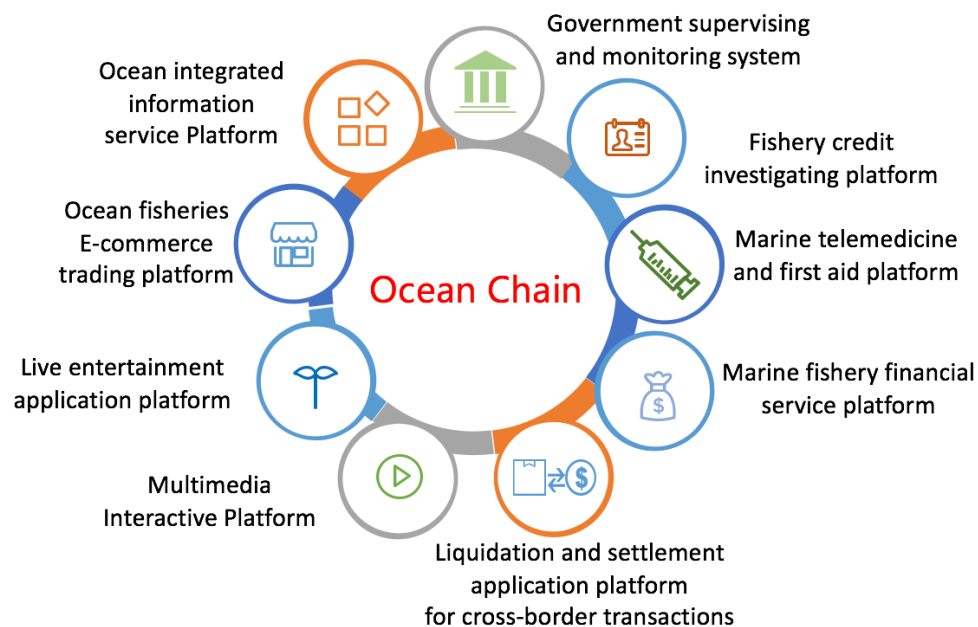 Government supervising
and monitoring system
Fishery credit
investigating platform
Marine telemedicine
and first aid platform
Marine fishery financial
service platform
$
Liquidation and settlement
application platform
for cross-border transactions
$
Multimedia
Interactive Platform
Live entertainment
application platform
Ocean fisheries
E-commerce
trading platform
Ocean integrated
information
service Platform
Ocean Chain